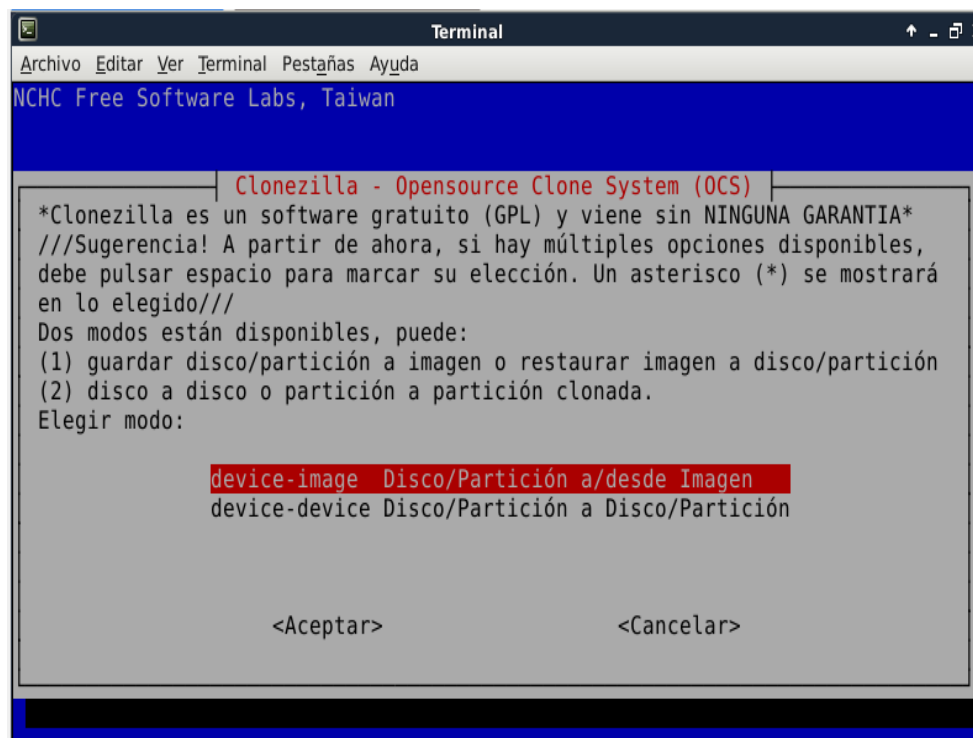 Terminal
Archivo Editar Ver Terminal Pestañas Ayuda
NCHC Free Software Labs, Taiwan
Clonezilla - Opensource Clone System (OCS)
*Clonezilla es un software gratuito (GPL) y viene sin NINGUNA GARANTIA*
///Sugerencia! A partir de ahora, si hay múltiples opciones disponibles,
debe pulsar espacio para marcar su elección. Un asterisco (*) se mostrará
en lo elegido///
Dos modos están disponibles, puede:
(1) guardar disco/partición a imagen o restaurar imagen a disco/partición
(2) disco a disco o partición a partición clonada.
Elegir modo:
device-image Disco/Partición a/desde Imagen
device-device Disco/Partición a Disco/Partición
<Aceptar> <Cancelar>